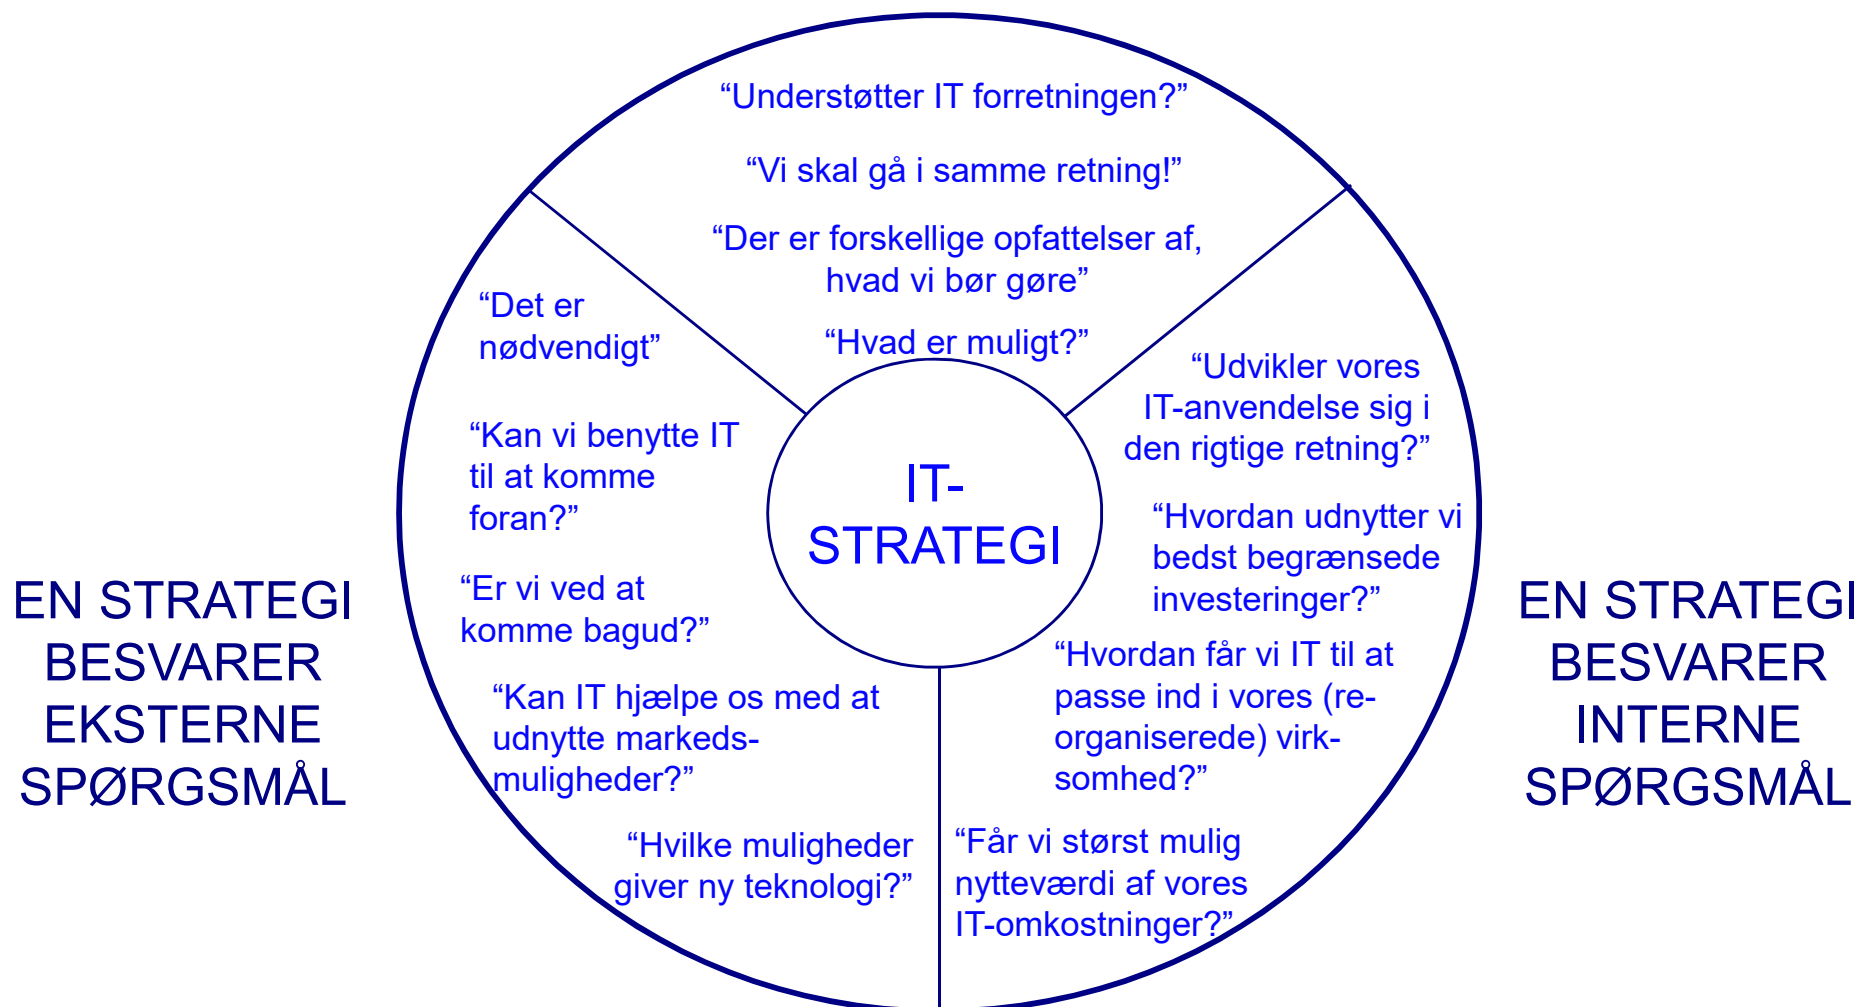 “Understøtter IT forretningen?”
“Vi skal gå i samme retning!”
“Der er forskellige opfattelser af,
hvad vi bør gøre”
“Hvad er muligt?”
“Det er
nødvendigt”
“Kan vi benytte IT
til at komme
foran?”
“Er vi ved at
komme bagud?”
“Kan IT hjælpe os med at
udnytte markeds-
muligheder?”
“Hvilke muligheder
giver ny teknologi?”
IT-
STRATEGI
“Udvikler vores
IT-anvendelse sig i
den rigtige retning?”
“Hvordan udnytter vi
bedst begrænsede
investeringer?”
“Hvordan får vi IT til at
passe ind i vores (re-
organiserede) virk-
somhed?”
“Får vi størst mulig
nytteværdi af vores
IT-omkostninger?”
EN STRATEGI
BESVARER
EKSTERNE
SPØRGSMÅL
EN STRATEGI
BESVARER
INTERNE
SPØRGSMÅL